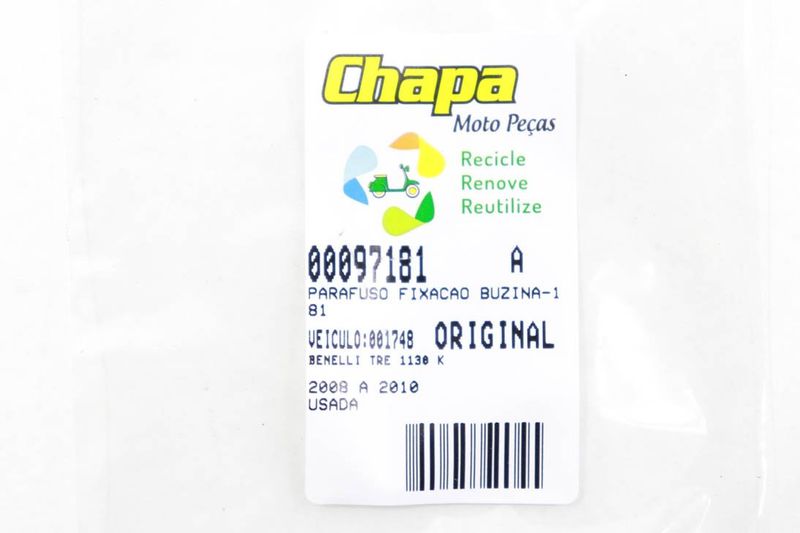 Chapa
Moto Peças
Recicle
Renove
Reutilize
00097181 A
PARAFUSO FIXACAO BUZINA-1
81
VEICULO:001748 ORIGINAL
BENELLI TRE 1130 K
2008 A 2010
USADA